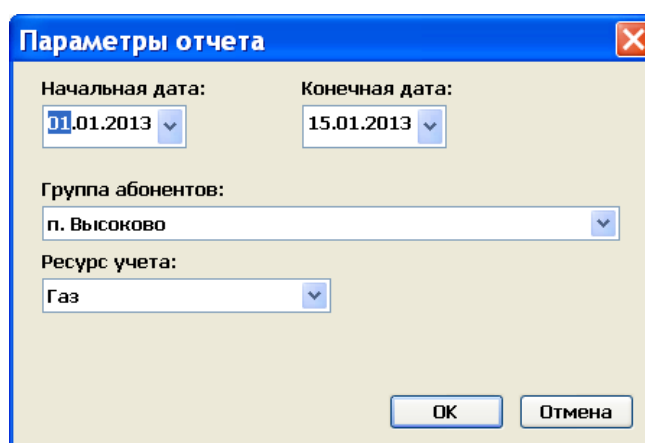 Параметры отчета
Начальная дата: Конечная дата:
01.01.2013 15.01.2013
Группа абонентов:
п. Высоково
Ресурс учета:
Газ
OK Отмена